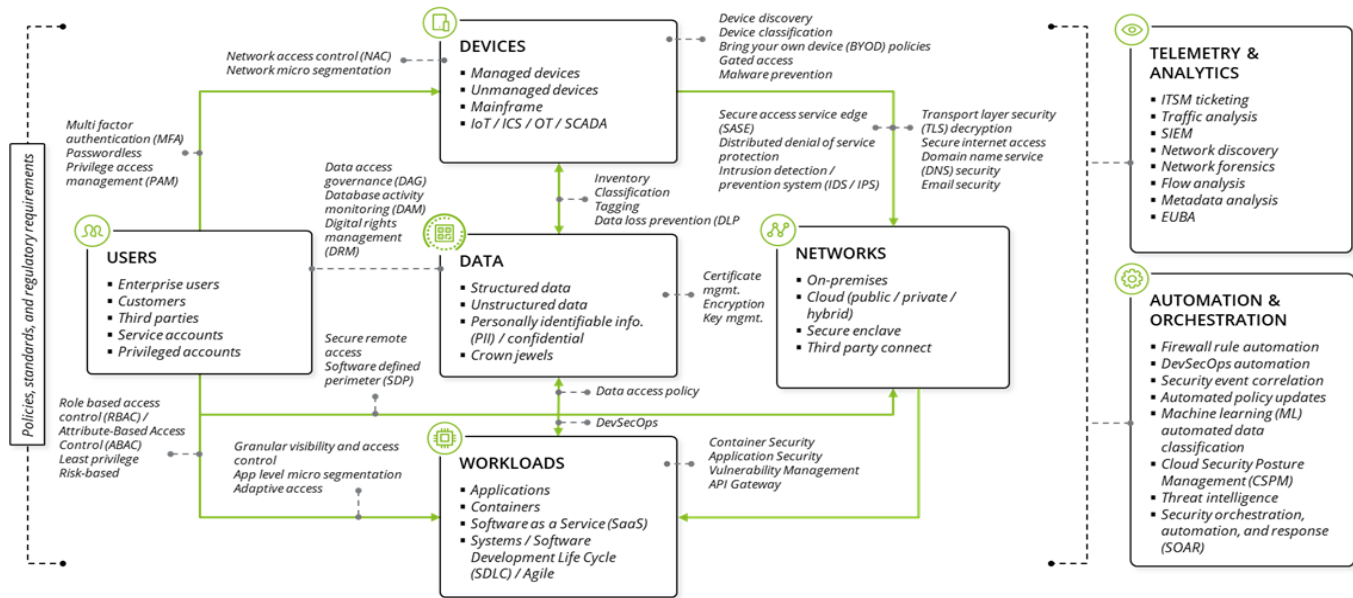 Policies, standards, and regulatory requirements
Network access control (NAC)
Network micro segmentation
DEVICES
▪ Managed devices
▪ Unmanaged devices
▪ Mainframe
▪ IoT / ICS / OT / SCADA
Device discovery
Device classification
Bring your own device (BYOD) policies
Gated access
Malware prevention
Multi factor
authentication (MFA)
Passwordless
Privilege access
management (PAM)
Data access
governance (DAG)
Database activity
monitoring (DAM)
Digital rights
management
(DRM)
Inventory
Classification
Tagging
Data loss prevention (DLP
Secure access service edge
(SASE)
Distributed denial of service
protection
Intrusion detection /
prevention system (IDS / IPS)
Transport layer security
(TLS) decryption
Secure internet access
Domain name service
(DNS) security
Email security
USERS
▪ Enterprise users
▪ Customers
▪ Third parties
▪ Service accounts
▪ Privileged accounts
DATA
▪ Structured data
▪ Unstructured data
▪ Personally identifiable info.
(PII) / confidential
▪ Crown jewels
Certificate
mgmt.
Encryption
Key mgmt.
NETWORKS
▪ On-premises
▪ Cloud (public / private /
hybrid)
▪ Secure enclave
▪ Third party connect
Secure remote
access
Software defined
perimeter (SDP)
Data access policy
DevSecOps
Role based access
control (RBAC) /
Attribute-Based Access
Control (ABAC)
Least privilege
Risk-based
Granular visibility and access
control
App level micro segmentation
Adaptive access
WORKLOADS
▪ Applications
▪ Containers
▪ Software as a Service (SaaS)
▪ Systems / Software
Development Life Cycle
(SDLC) / Agile
Container Security
Application Security
Vulnerability Management
API Gateway
TELEMETRY &
ANALYTICS
▪ ITSM ticketing
▪ Traffic analysis
▪ SIEM
▪ Network discovery
▪ Network forensics
▪ Flow analysis
▪ Metadata analysis
▪ EUBA
AUTOMATION &
ORCHESTRATION
▪ Firewall rule automation
▪ DevSecOps automation
▪ Security event correlation
▪ Automated policy updates
▪ Machine learning (ML)
automated data
classification
▪ Cloud Security Posture
Management (CSPM)
▪ Threat intelligence
▪ Security orchestration,
automation, and response
(SOAR)